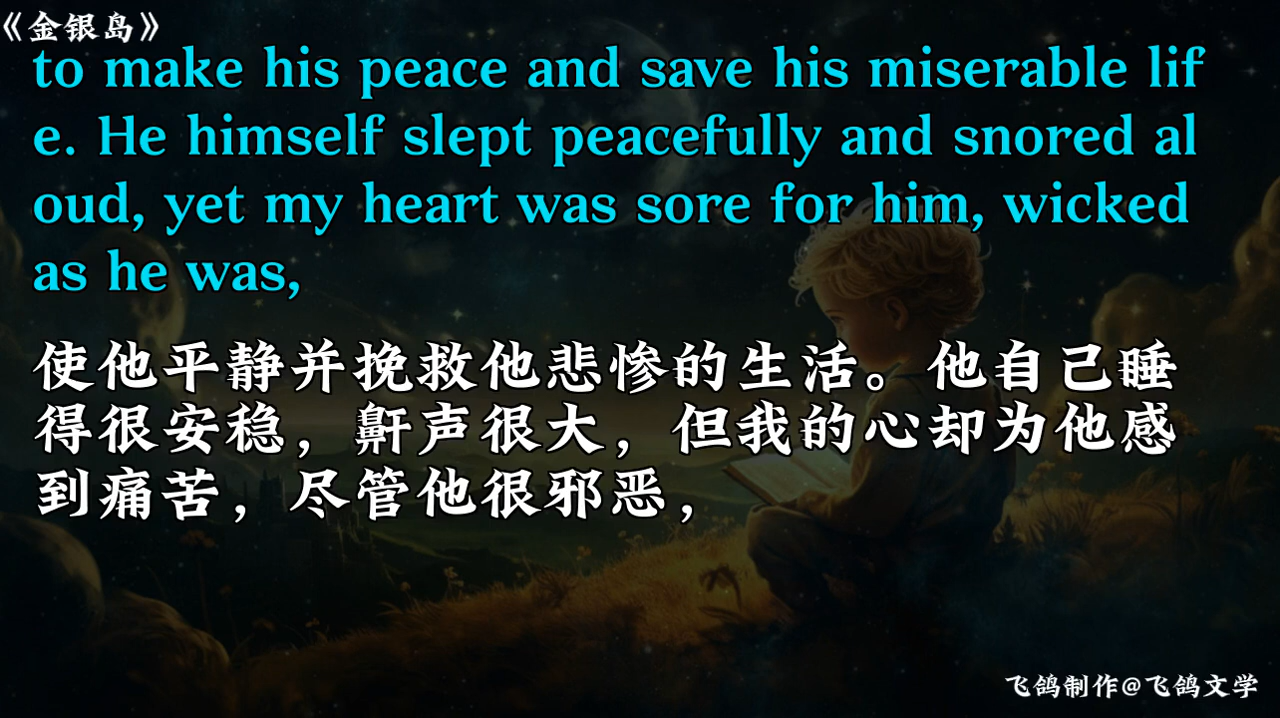 《金银岛》
to make his peace and save his miserable lif
e. He himself slept peacefully and snored al
oud, yet my heart was sore for him, wicked
as he was,
使他平静并挽救他悲惨的生活。他自己睡
得很安稳，鼾声很大，但我的心却为他感
到痛苦，尽管他很邪恶，
飞鸽制作@飞鸽文学